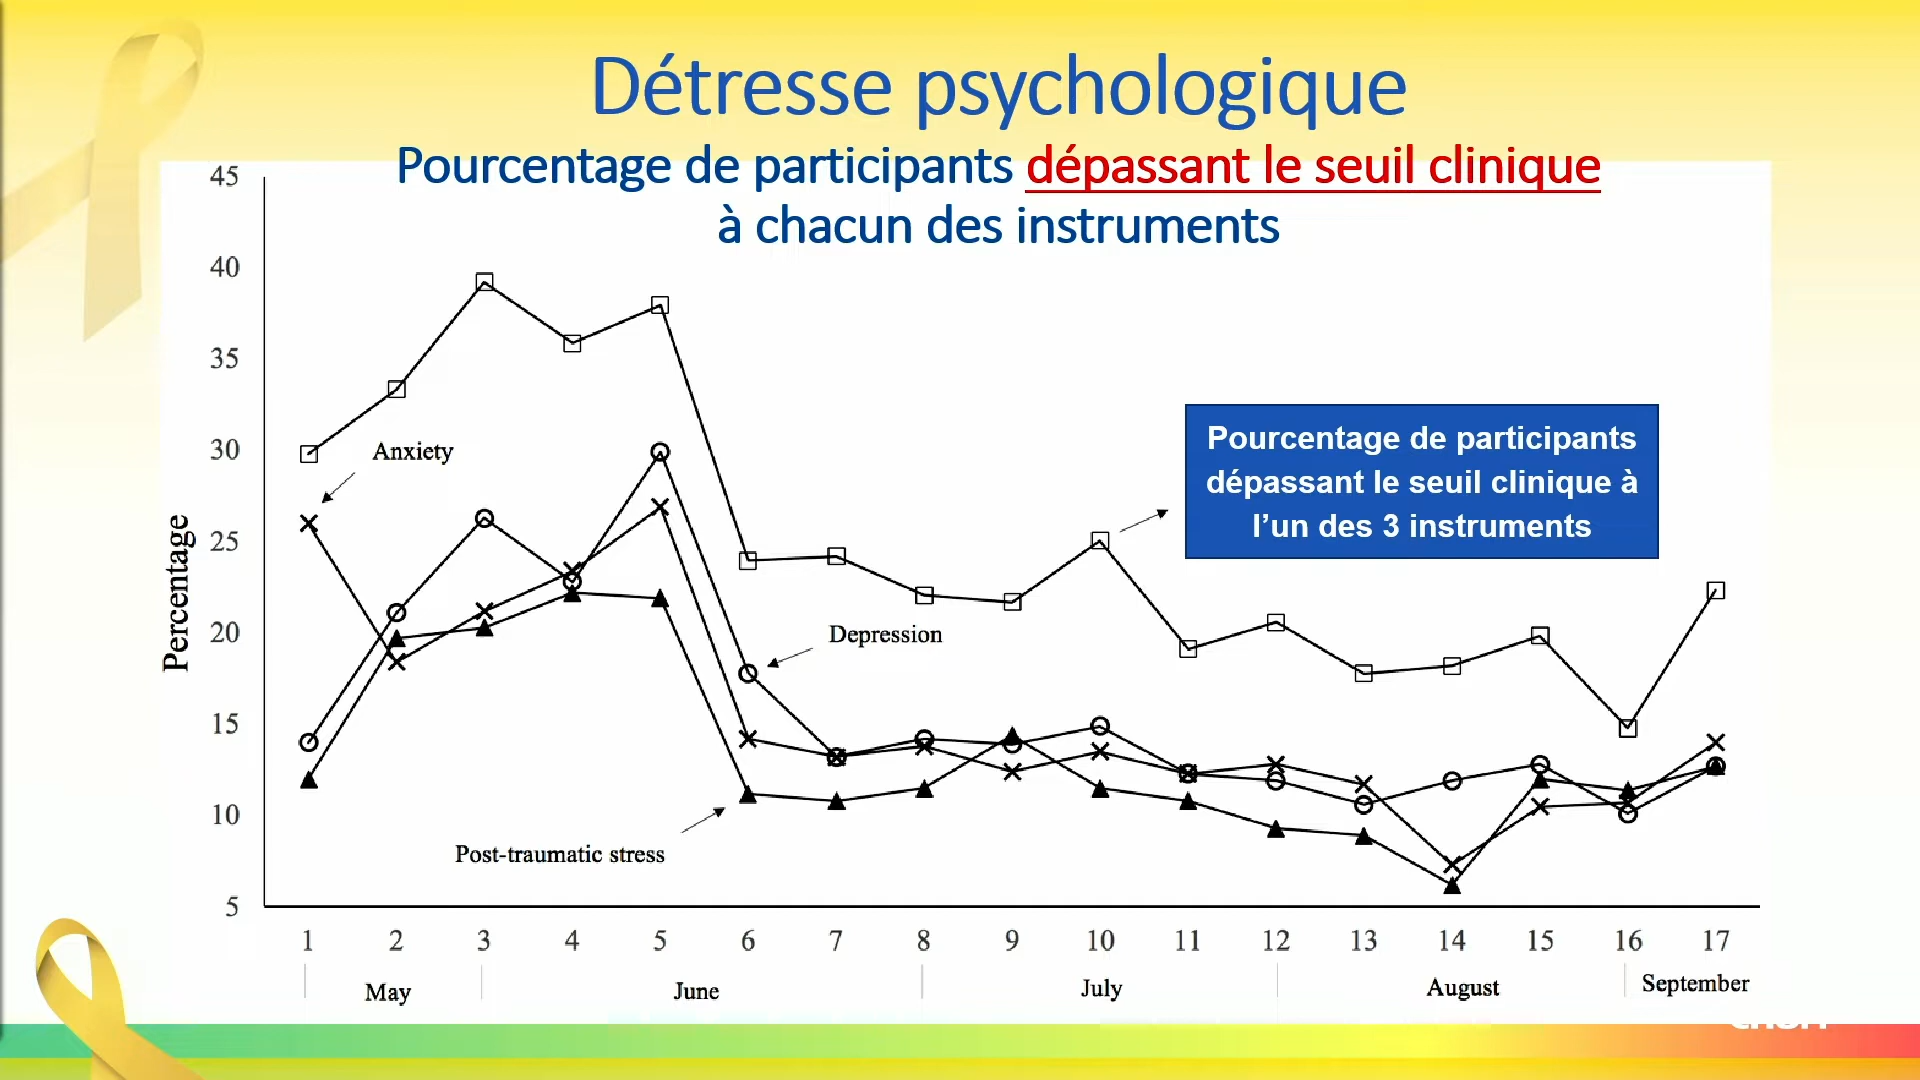 Détresse psychologique
Pourcentage de participants dépassant le seuil clinique
à chacun des instruments
45
40
35
30
25
20
15
10
5
Percentage
Anxiety
Depression
Post-traumatic stress
Pourcentage de participants
dépassant le seuil clinique à
l’un des 3 instruments
1 2 3 4 5 6 7 8 9 10 11 12 13 14 15 16 17
May June July August September